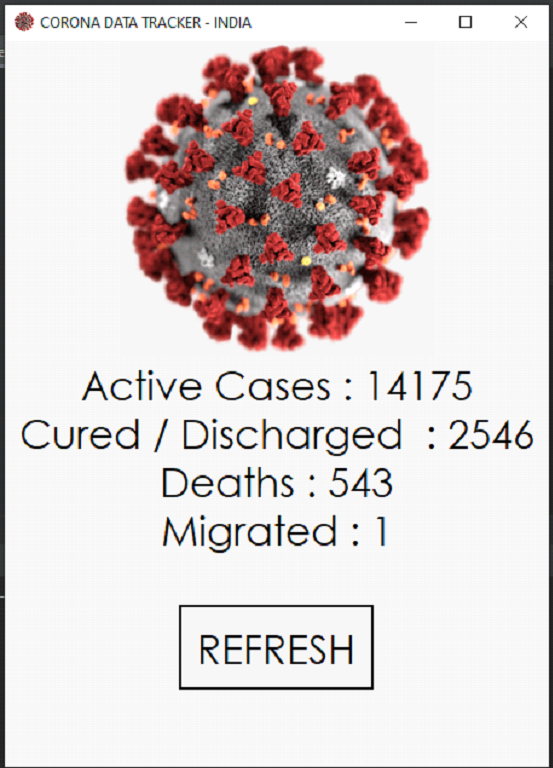 CORONA DATA TRACKER - INDIA
Active Cases : 14175
Cured / Discharged  : 2546
Deaths : 543
Migrated : 1
REFRESH